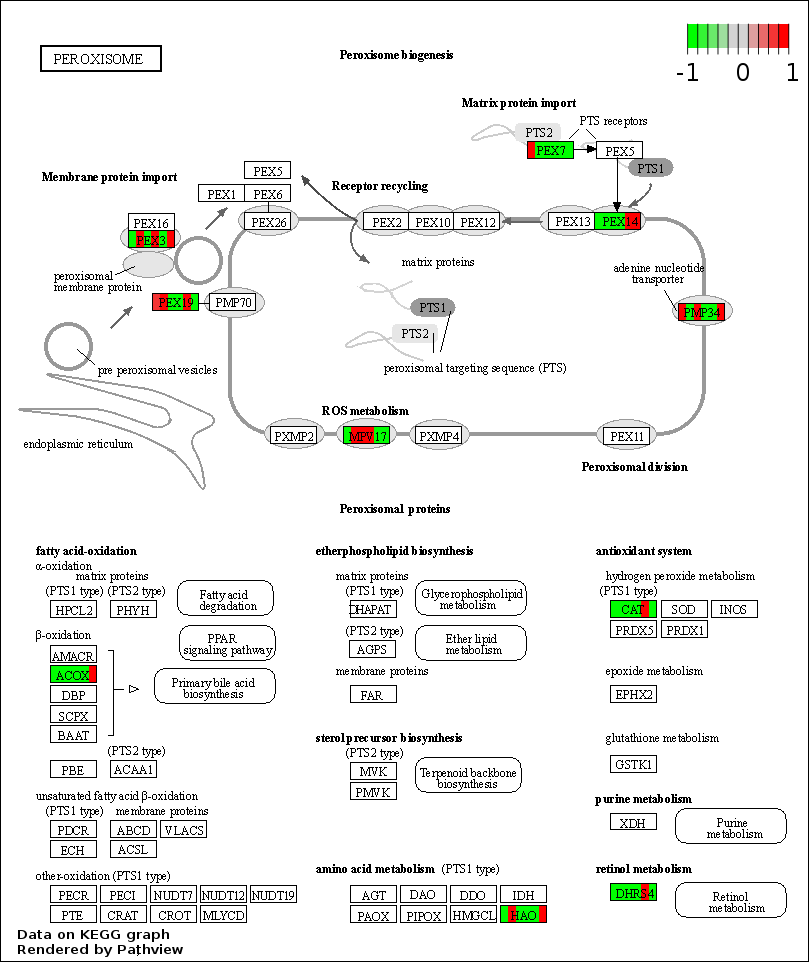 PEROXISOME
Peroxisome biogenesis
-1 0 1
Matrix protein import
PTS receptors
PTS2
PEX7
PEX5
PTS1
Membrane protein import
PEX5
PEX1 PEX6
Receptor recycling
PEX16
PEX3
PEX26
PEX2 PEX10 PEX12
PEX13 PEX14
peroxisomal
membrane protein
matrix proteins
adenine nucleotide
transporter
PEX19
PMP70
PTS1
PMP34
PTS2
pre peroxisomal vesicles
peroxisomal targeting sequence (PTS)
ROS metabolism
endoplasmic reticulum
PXMP2
MPV17
PXMP4
PEX11
Peroxisomal division
Peroxisomal proteins
fatty acid-oxidation
α-oxidation
matrix proteins
(PTS1 type) (PTS2 type)
HPCL2 PHYH
Fatty acid
degradation
β-oxidation
PPAR
signaling pathway
AMACR
ACOX
DBP
SCPX
BAAT
Primary bile acid
biosynthesis
(PTS2 type)
PBE ACAA1
unsaturated fatty acid β-oxidation
(PTS1 type) membrane proteins
PDCR ABCD VLACS
ECH ACSL
other-oxidation (PTS1 type)
PECR PECI NUDT7 NUDT12 NUDT19
PTE CRAT CROT MLYCD
etherphospholipid biosynthesis
matrix proteins
(PTS1 type)
DHAPAT
Glycerophospholipid
metabolism
(PTS2 type)
AGPS
Ether lipid
metabolism
membrane proteins
FAR
sterol precursor biosynthesis
(PTS2 type)
MVK
PMVK
Terpenoid backbone
biosynthesis
amino acid metabolism (PTS1 type)
AGT DAO DDO IDH
PAOX PIPOX HMGCL HAO
antioxidant system
hydrogen peroxide metabolism
(PTS1 type)
CAT SOD INOS
PRDX5 PRDX1
epoxide metabolism
EPHX2
glutathione metabolism
GSTK1
purine metabolism
XDH
Purine
metabolism
retinol metabolism
DHRS4
Retinol
metabolism
Data on KEGG graph
Rendered by Pathview